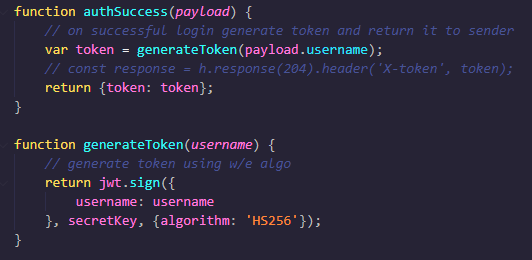 function authSuccess(payload) {
    // on successful login generate token and return it to sender
    var token = generateToken(payload.username);
    // const response = h.response(204).header('X-token', token);
    return {token: token};
}

function generateToken(username) {
    // generate token using w/e algo
    return jwt.sign({
        username: username
    }, secretKey, {algorithm: 'HS256'});
}